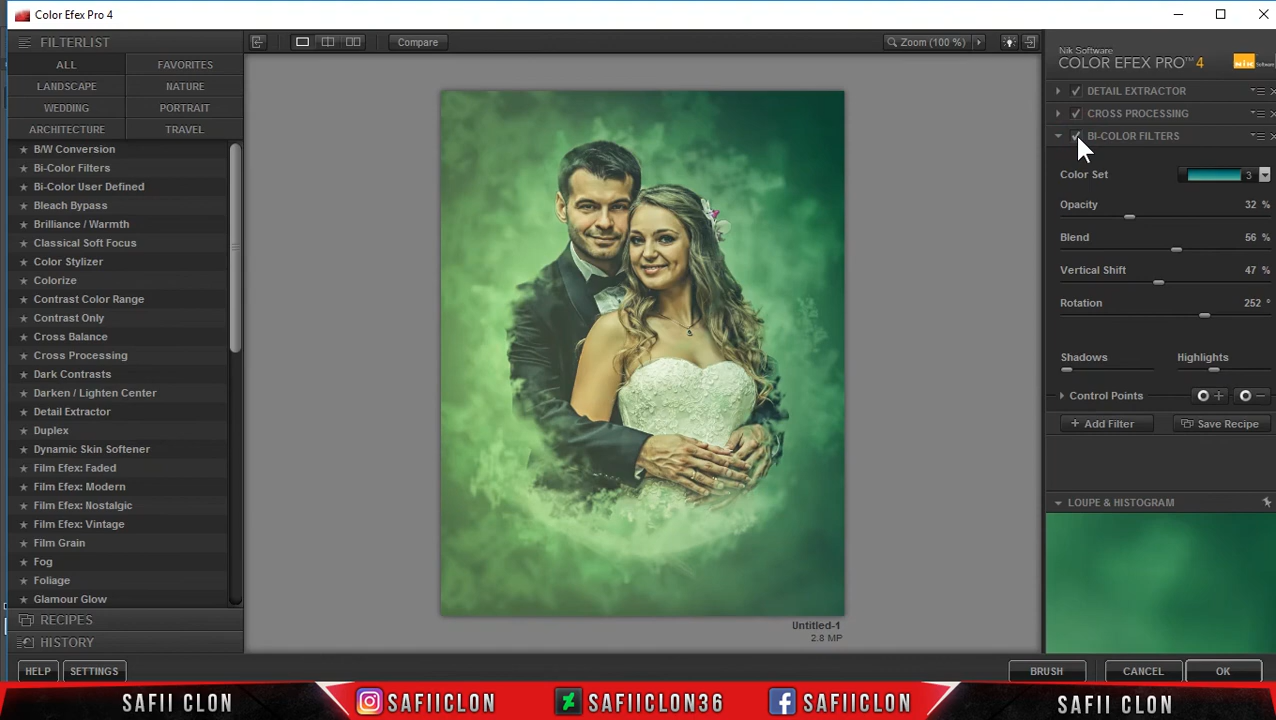 Color Efex Pro 4
FILTERLIST
ALL
FAVORITES
LANDSCAPE
NATURE
WEDDING
PORTRAIT
ARCHITECTURE
TRAVEL
B/W Conversion
Bi-Color Filters
Bi-Color User Defined
Bleach Bypass
Brilliance / Warmth
Classical Soft Focus
Color Stylizer
Colorize
Contrast Color Range
Contrast Only
Cross Balance
Cross Processing
Dark Contrasts
Darken / Lighten Center
Detail Extractor
Duplex
Dynamic Skin Softener
Film Efex: Faded
Film Efex: Modern
Film Efex: Nostalgic
Film Efex: Vintage
Film Grain
Fog
Foliage
Glamour Glow
RECIPES
HISTORY
HELP
SETTINGS
Compare
Zoom (100 %)
Untitled-1
2.8 MP
Nik Software
COLOR EFEX PRO™ 4
Nik Software
DETAIL EXTRACTOR
CROSS PROCESSING
BI-COLOR FILTERS
Color Set 3
Opacity 32 %
Blend 56 %
Vertical Shift 47 %
Rotation 252 °
Shadows
Highlights
Control Points
+ Add Filter
Save Recipe
LOUPE & HISTOGRAM
BRUSH
CANCEL
OK
SAFII CLON
SAFIICLON
SAFIICLON36
SAFIICLON
SAFII CLON